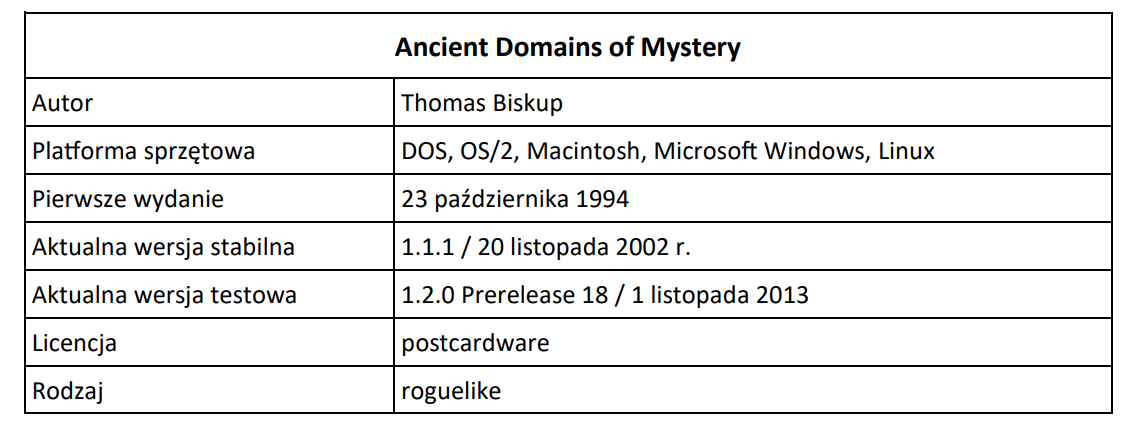 Ancient Domains of Mystery
Autor Thomas Biskup
Platforma sprzętowa DOS, OS/2, Macintosh, Microsoft Windows, Linux
Pierwsze wydanie 23 października 1994
Aktualna wersja stabilna 1.1.1 / 20 listopada 2002 r.
Aktualna wersja testowa 1.2.0 Prerelease 18 / 1 listopada 2013
Licencja postcardware
Rodzaj roguelike